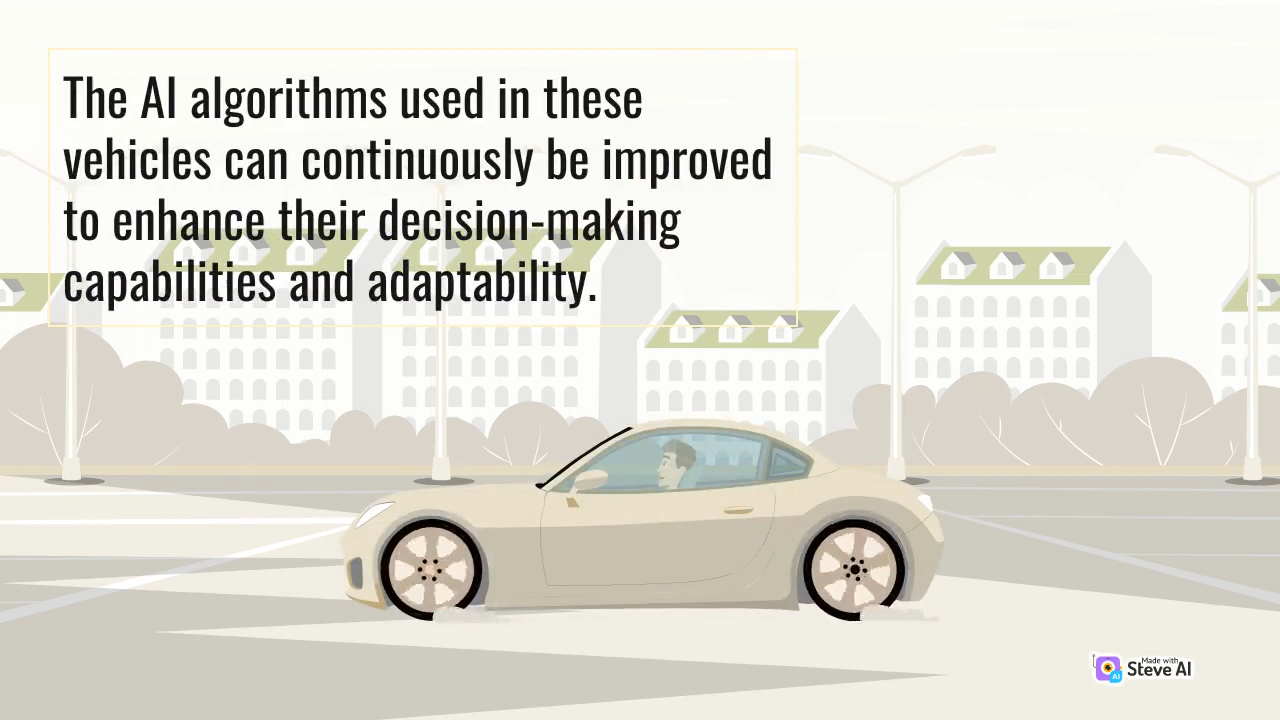 The AI algorithms used in these
vehicles can continuously be improved
to enhance their decision-making
capabilities and adaptability.
Made with
Steve AI
AI